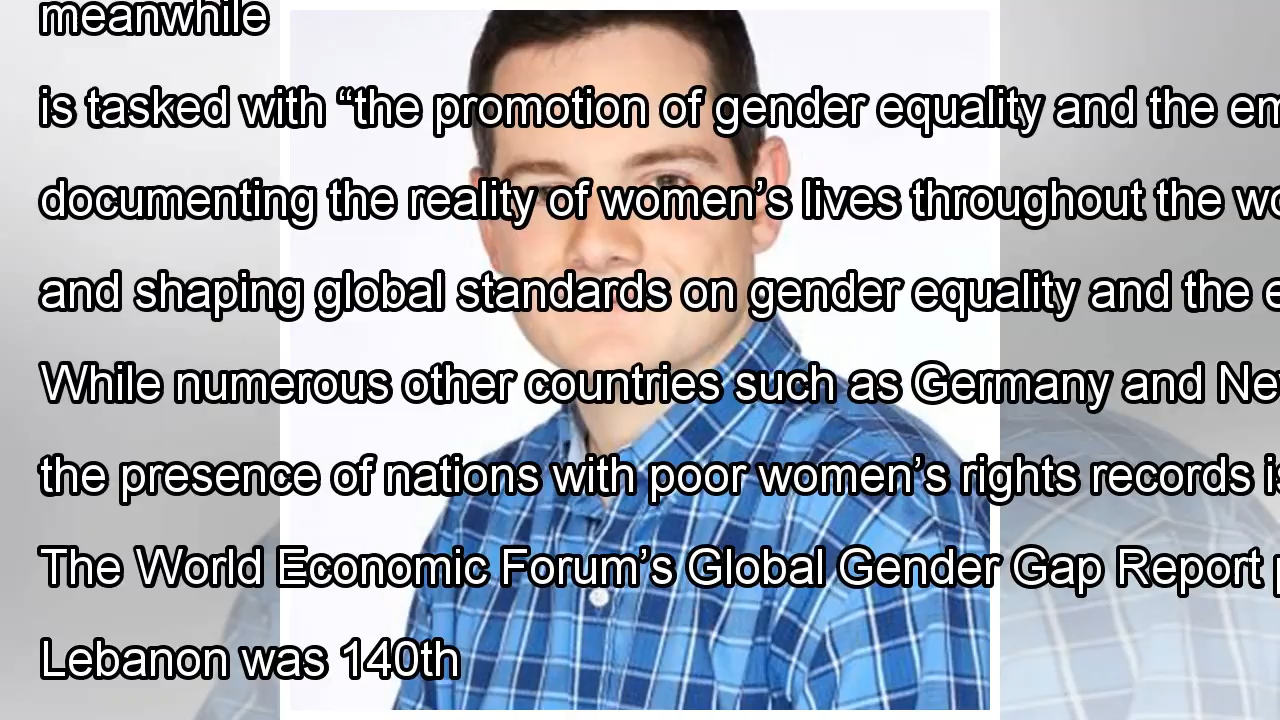 meanwhile
is tasked with “the promotion of gender equality and the em
documenting the reality of women’s lives throughout the wo
and shaping global standards on gender equality and the e
While numerous other countries such as Germany and Ne
the presence of nations with poor women’s rights records is
The World Economic Forum’s Global Gender Gap Report
Lebanon was 140th